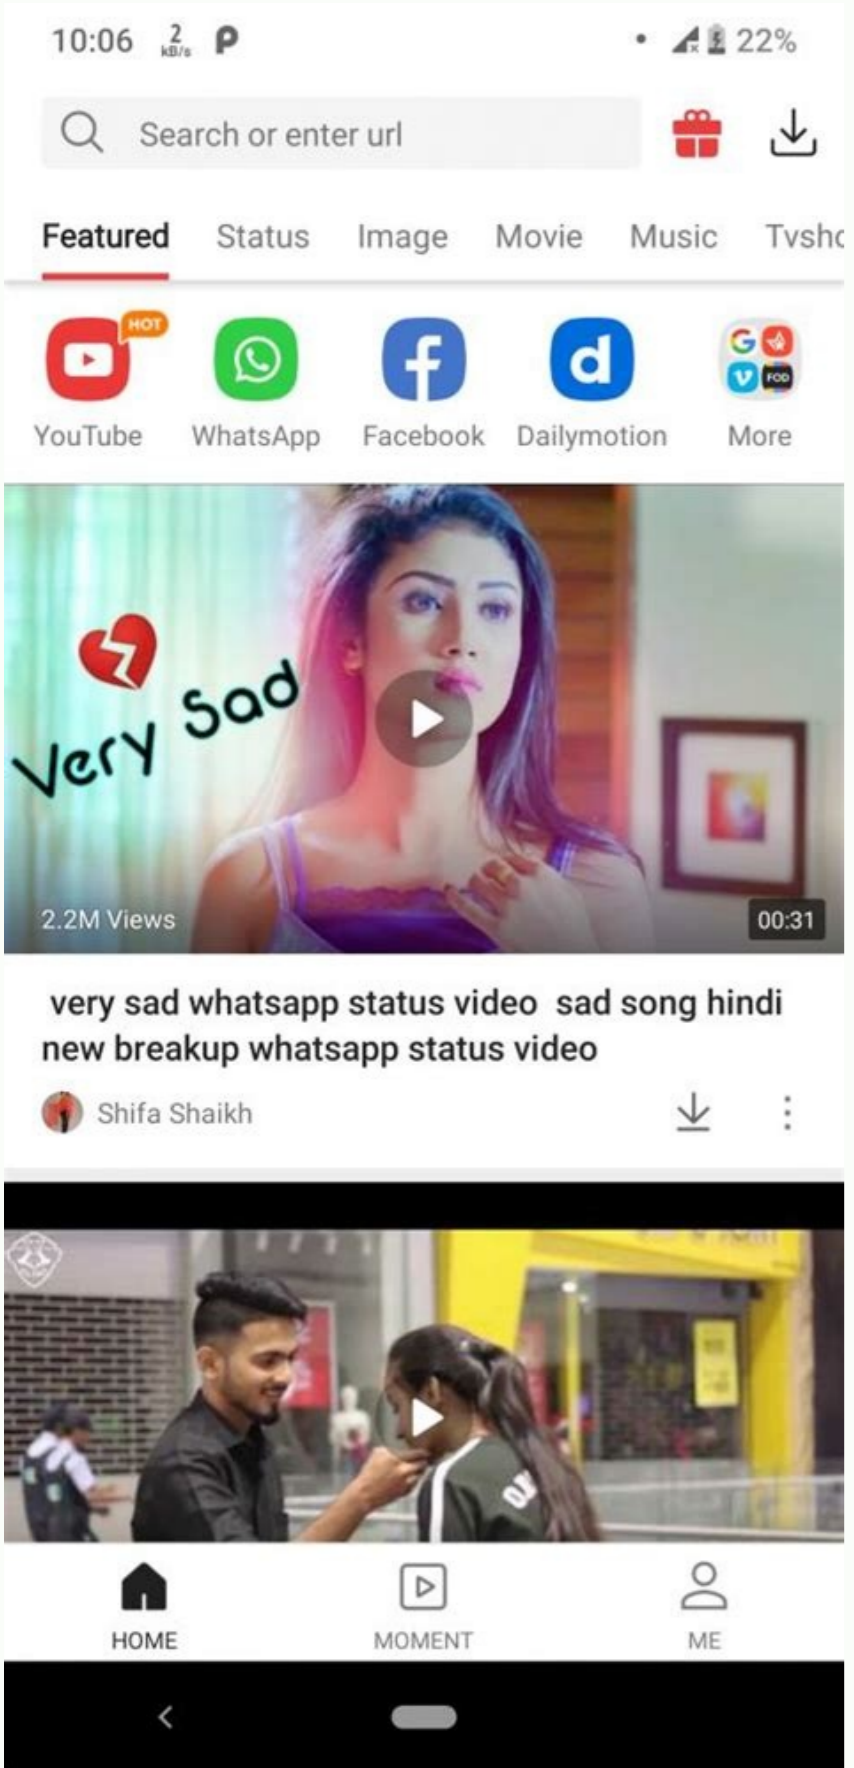 10:06 2 kB/s 22%
Search or enter url
Featured Status Image Movie Music Tvsho
HOT
YouTube WhatsApp Facebook Dailymotion More
FOD
Very Sad
2.2M Views 00:31
very sad whatsapp status video sad song hindi
new breakup whatsapp status video
Shifa Shaikh
HOME MOMENT ME